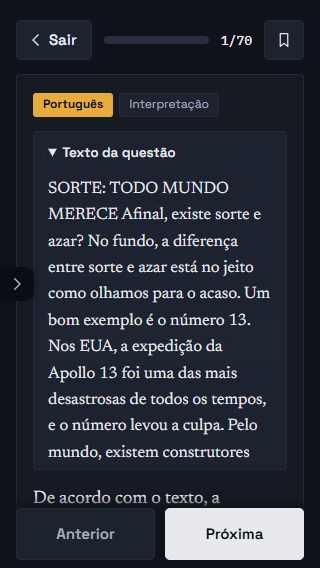 Sair
1/70
Português
Interpretação
▼ Texto da questão
SORTE: TODO MUNDO
MERECE Afinal, existe sorte e
azar? No fundo, a diferença
entre sorte e azar está no jeito
como olhamos para o acaso. Um
bom exemplo é o número 13.
Nos EUA, a expedição da
Apollo 13 foi uma das mais
desastrosas de todos os tempos,
e o número levou a culpa. Pelo
mundo, existem construtores
De acordo com o texto, a
Anterior
Próxima